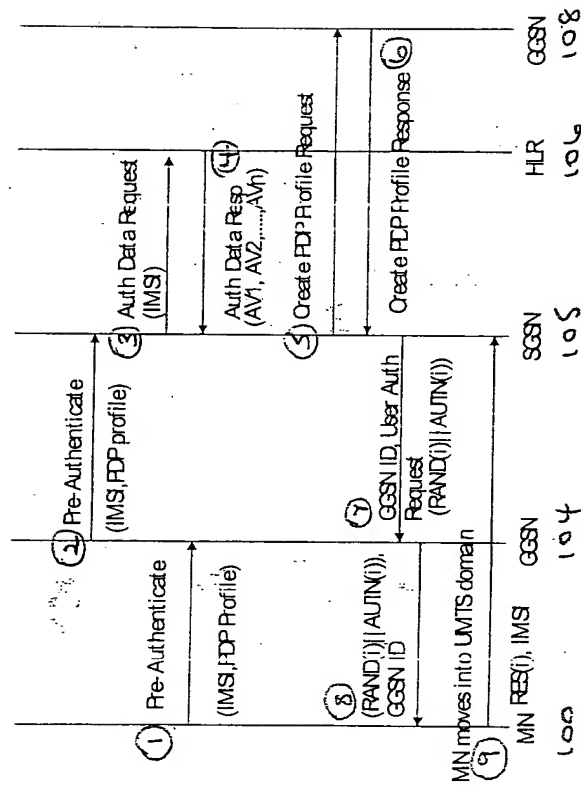 1 Pre-Authenticate
(IMSI,PDP Profile)
2 Pre-Authenticate
(IMSI,PDP profile)
3 Auth Data Request
(IMSI)
4
Auth Data Resp
(AV1, AV2,....,AVn)
5 Create PDP Profile Request
Create PDP Profile Response 6
7 GGSN ID, User Auth
Request
(RAND(i)||AUTN(i))
8
(RAND(i)||AUTN(i)),
GGSN ID
MN moves into UMTS domain
9 RES(i), IMSI
MN GGSN SGSN HLR GGSN
100 104 105 106 108